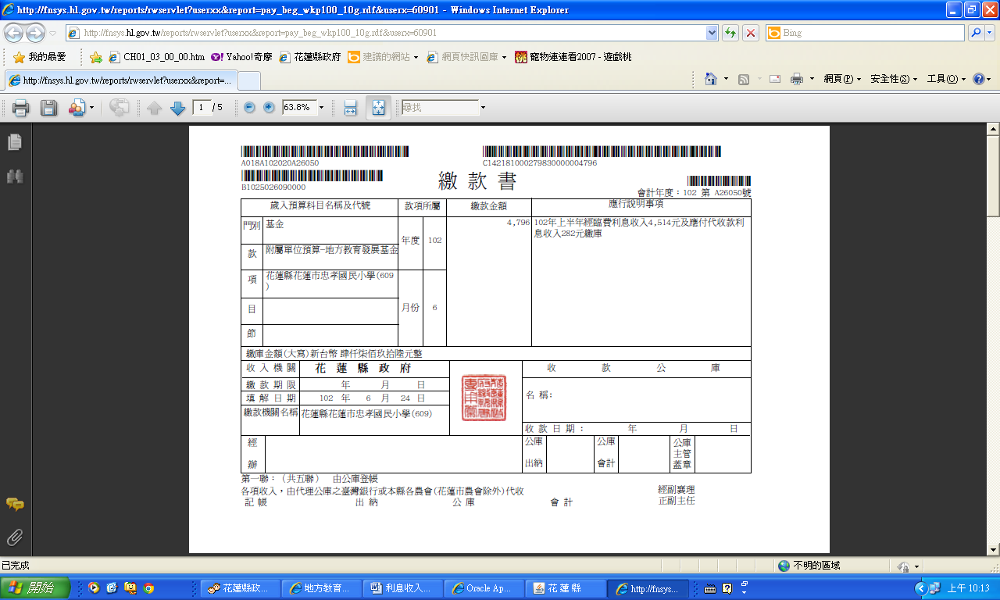 http://fnsys.hl.gov.tw/reports/rwservlet?userxx&report=pay_beg_wkp100_10g.rdf&userx=60901 - Windows Internet Explorer
http://fnsys.hl.gov.tw/reports/rwservlet?userxx&report=pay_beg_wkp100_10g.rdf&userx=60901
Bing
我的最愛 CH01_03_00_v1.0.htm Yahoo!奇摩 花蓮縣政府 建議的網站 網頁快訊圖庫 寵物連連看2007 - 遊戲桃
http://fnsys.hl.gov.tw/reports/rwservlet?userxx&report=...
網頁(P) 安全性(S) 工具(O)
1 / 5 63.8% 尋找
A018A102020A26050
C142181000279830000004796
B1025026090000
繳款書
會計年度：102 第 A26050號
歲入預算科目名稱及代號 款項所屬 繳款金額 應行說明事項
門別 基金
年度 102
4,796
102年上半年經臨費利息收入4,514元及應付代收款利
息收入282元繳庫
款 附屬單位預算-地方教育發展基金
項 花蓮縣花蓮市忠孝國民小學(609
)
目
月份 6
節
繳庫金額(大寫)新台幣 肆仟柒佰玖拾陸元整
收入機關 花蓮縣政府
收款公庫
繳款期限 年 月 日
名稱:
填解日期 102 年 6 月 24 日
繳款機關名稱 花蓮縣花蓮市忠孝國民小學(609)
收款日期： 年 月 日
經辦
公庫出納
公庫會計
公庫主管蓋章
第一聯：（共五聯） 由公庫登帳
各項收入，由代理公庫之臺灣銀行或本縣各農會(花蓮市農會除外)代收
記帳 出納 公庫 會計
經副襄理
正副主任
已完成
不明的區域
開始 花蓮縣政... 地方教育... 利息收入... Oracle Ap... 花 蓮 縣 http://fnsys... 上午 10:13